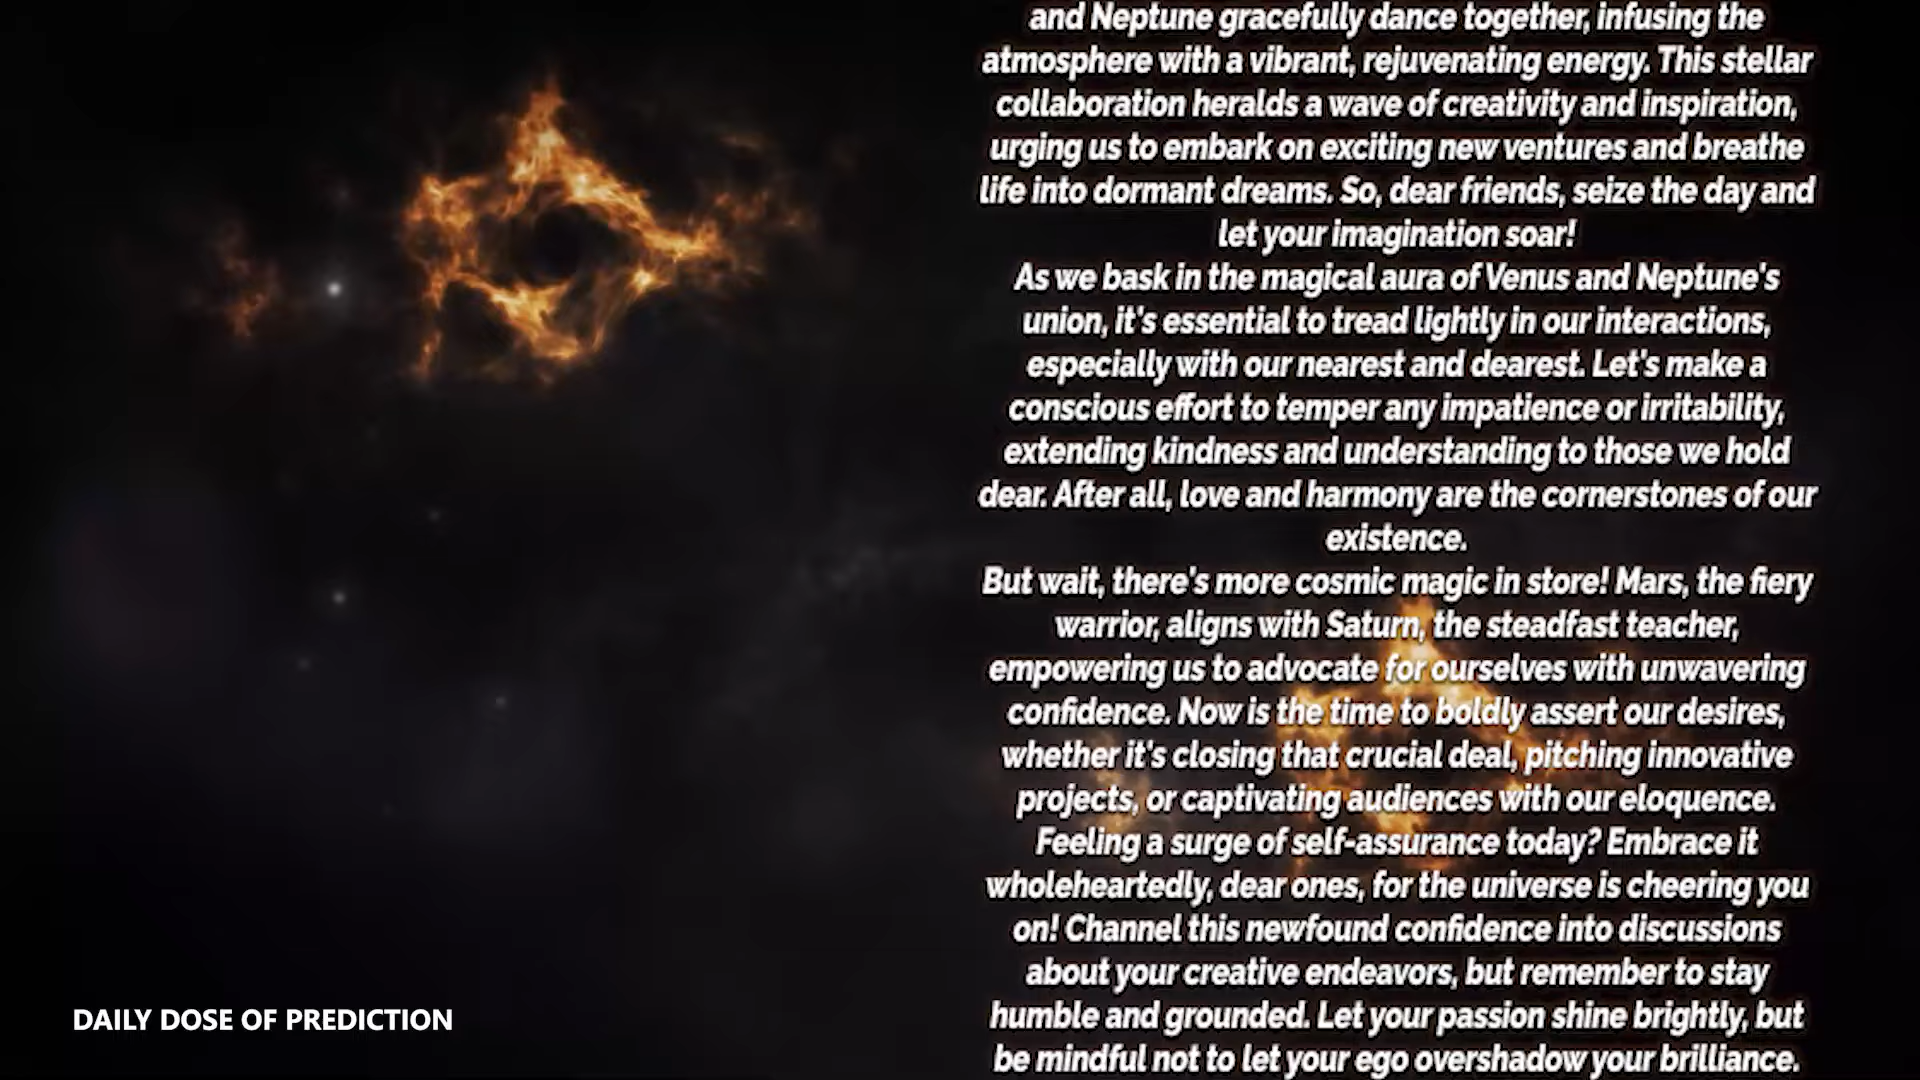 and Neptune gracefully dance together, infusing the
atmosphere with a vibrant, rejuvenating energy. This stellar
collaboration heralds a wave of creativity and inspiration,
urging us to embark on exciting new ventures and breathe
life into dormant dreams. So, dear friends, seize the day and
let your imagination soar!
As we bask in the magical aura of Venus and Neptune's
union, it's essential to tread lightly in our interactions,
especially with our nearest and dearest. Let's make a
conscious effort to temper any impatience or irritability,
extending kindness and understanding to those we hold
dear. After all, love and harmony are the cornerstones of our
existence.
But wait, there's more cosmic magic in store! Mars, the fiery
warrior, aligns with Saturn, the steadfast teacher,
empowering us to advocate for ourselves with unwavering
confidence. Now is the time to boldly assert our desires,
whether it's closing that crucial deal, pitching innovative
projects, or captivating audiences with our eloquence.
Feeling a surge of self-assurance today? Embrace it
wholeheartedly, dear ones, for the universe is cheering you
on! Channel this newfound confidence into discussions
about your creative endeavors, but remember to stay
humble and grounded. Let your passion shine brightly, but
be mindful not to let your ego overshadow your brilliance.
DAILY DOSE OF PREDICTION